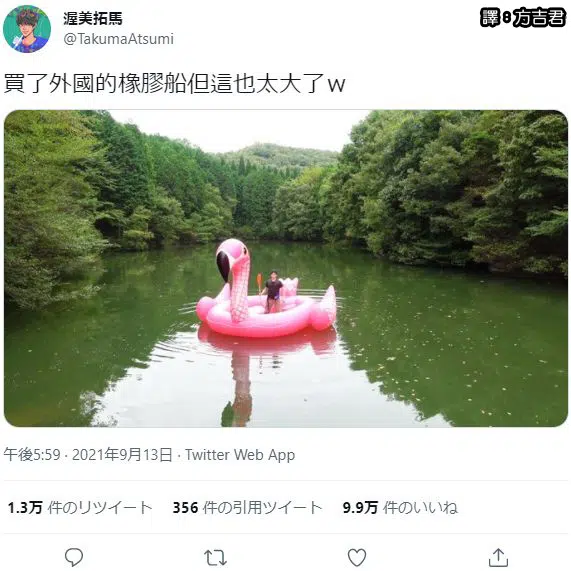 渥美拓馬
譯8方吉君
@TakumaAtsumi
買了外國的橡膠船但這也太大了w
午後5:59 · 2021年9月13日 · Twitter Web App
1.3万 件のリツイート 356 件の引用ツイート 9.9万 件のいいね